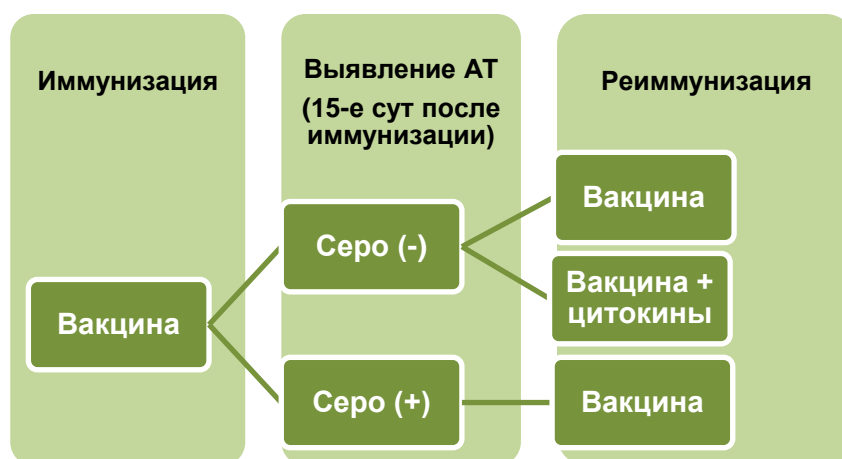 Иммунизация
Выявление АТ
(15-е сут после
иммунизации)
Реиммунизация
Вакцина
Серо (-)
Серо (+)
Вакцина
Вакцина +
цитокины
Вакцина